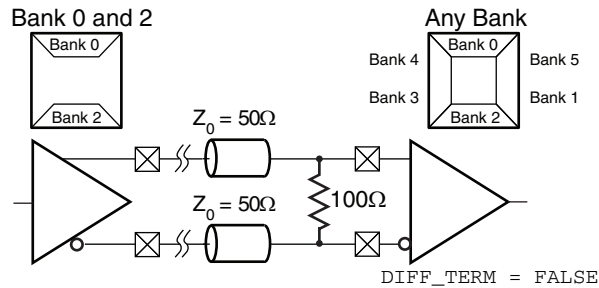 Bank 0 and 2
Any Bank
Bank 0
Bank 2
Bank 0
Bank 4
Bank 5
Bank 3
Bank 1
Bank 2
Z0 = 50Ω
Z0 = 50Ω
100Ω
DIFF_TERM = FALSE